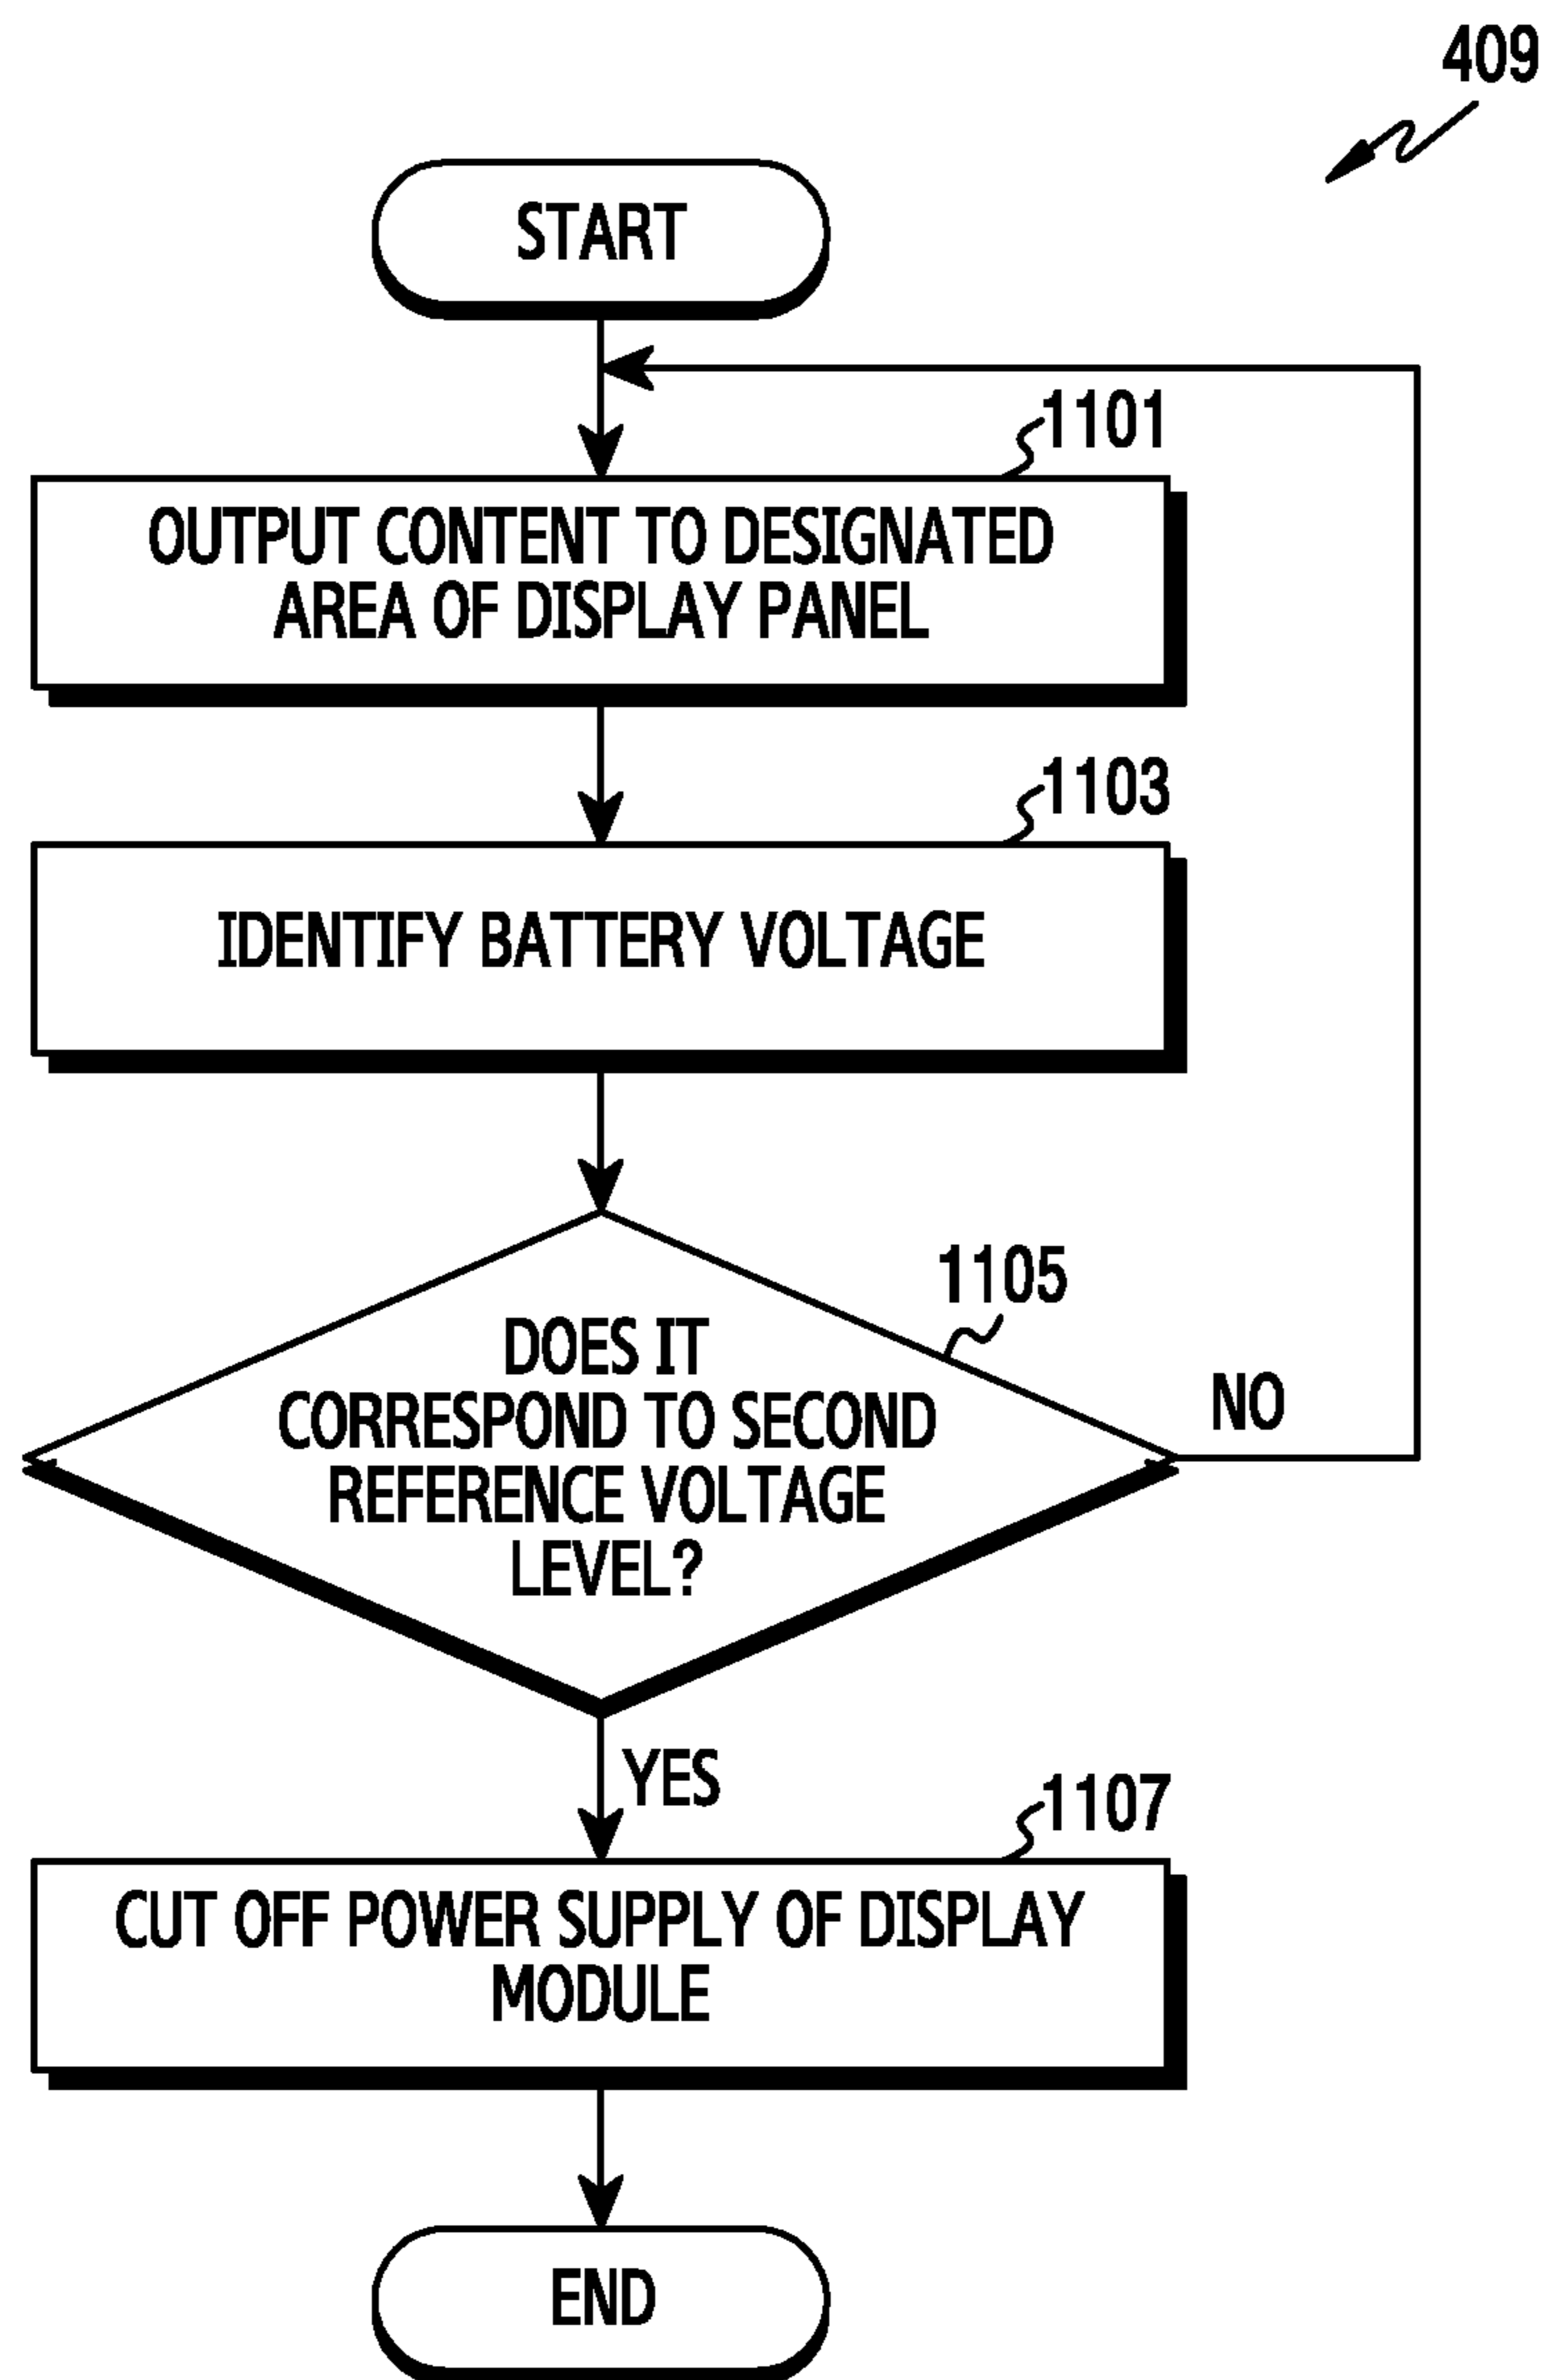 409
START
1101
OUTPUT CONTENT TO DESIGNATED
AREA OF DISPLAY PANEL
1103
IDENTIFY BATTERY VOLTAGE
1105
DOES IT
CORRESPOND TO SECOND
REFERENCE VOLTAGE
LEVEL?
NO
YES
1107
CUT OFF POWER SUPPLY OF DISPLAY
MODULE
END